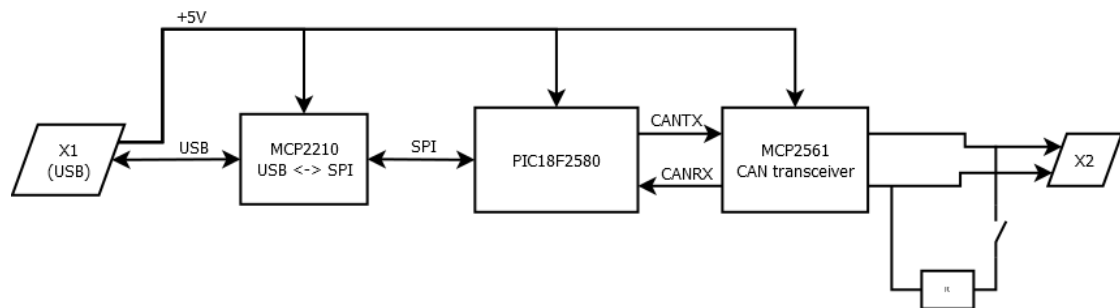 +5V
X1
(USB)
USB
MCP2210
USB <-> SPI
SPI
PIC18F2580
CANTX
CANRX
MCP2561
CAN transceiver
X2